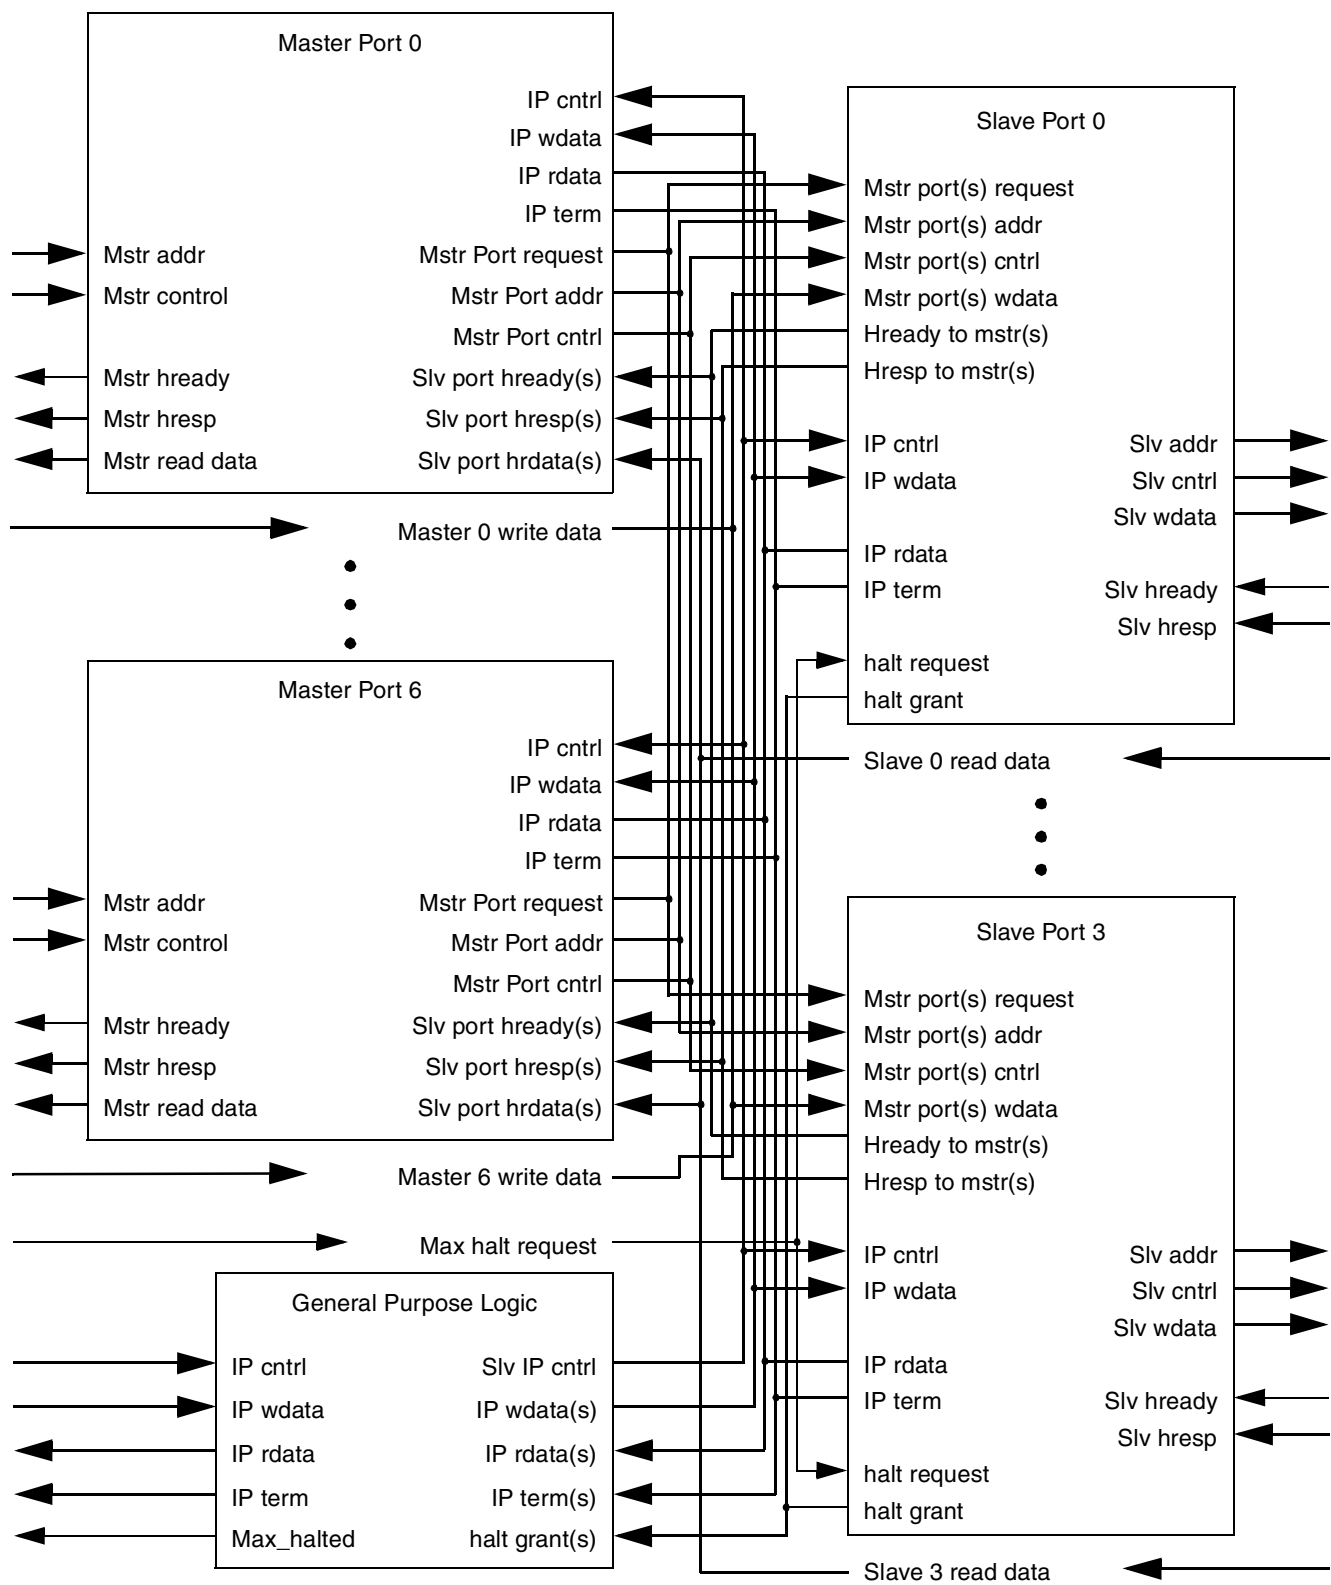 Master Port 0
IP cntrl
IP wdata
IP rdata
IP term
Mstr addr
Mstr Port request
Mstr control
Mstr Port addr
Mstr Port cntrl
Mstr hready
Slv port hready(s)
Mstr hresp
Slv port hresp(s)
Mstr read data
Slv port hrdata(s)
Master 0 write data
Master Port 6
IP cntrl
IP wdata
IP rdata
IP term
Mstr addr
Mstr Port request
Mstr control
Mstr Port addr
Mstr Port cntrl
Mstr hready
Slv port hready(s)
Mstr hresp
Slv port hresp(s)
Mstr read data
Slv port hrdata(s)
Master 6 write data
Max halt request
General Purpose Logic
IP cntrl
Slv IP cntrl
IP wdata
IP wdata(s)
IP rdata
IP rdata(s)
IP term
IP term(s)
Max_halted
halt grant(s)
Slave Port 0
Mstr port(s) request
Mstr port(s) addr
Mstr port(s) cntrl
Mstr port(s) wdata
Hready to mstr(s)
Hresp to mstr(s)
IP cntrl
Slv addr
IP wdata
Slv cntrl
Slv wdata
IP rdata
IP term
Slv hready
Slv hresp
halt request
halt grant
Slave 0 read data
Slave Port 3
Mstr port(s) request
Mstr port(s) addr
Mstr port(s) cntrl
Mstr port(s) wdata
Hready to mstr(s)
Hresp to mstr(s)
IP cntrl
Slv addr
IP wdata
Slv cntrl
Slv wdata
IP rdata
IP term
Slv hready
Slv hresp
halt request
halt grant
Slave 3 read data